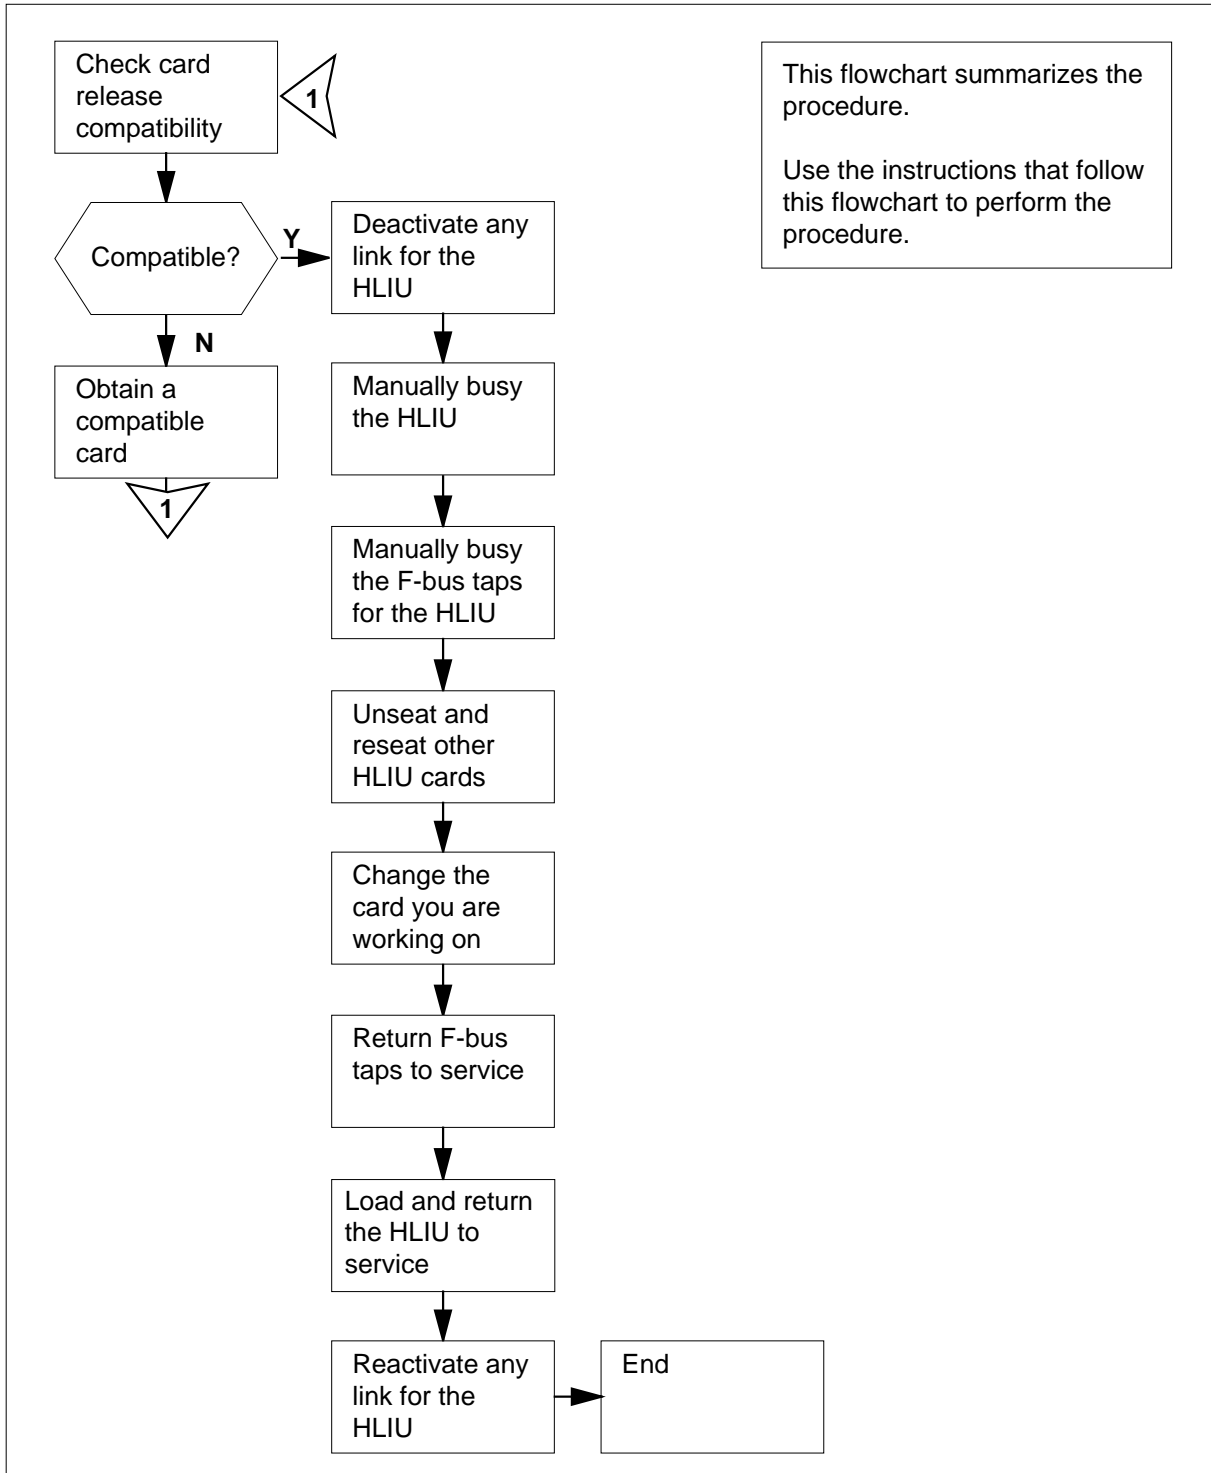 Check card
release
compatibility
1
This flowchart summarizes the
procedure.
Use the instructions that follow
this flowchart to perform the
procedure.
Compatible?
Y
N
Deactivate any
link for the
HLIU
Obtain a
compatible
card
1
Manually busy
the HLIU
Manually busy
the F-bus taps
for the HLIU
Unseat and
reseat other
HLIU cards
Change the
card you are
working on
Return F-bus
taps to service
Load and return
the HLIU to
service
Reactivate any
link for the
HLIU
End